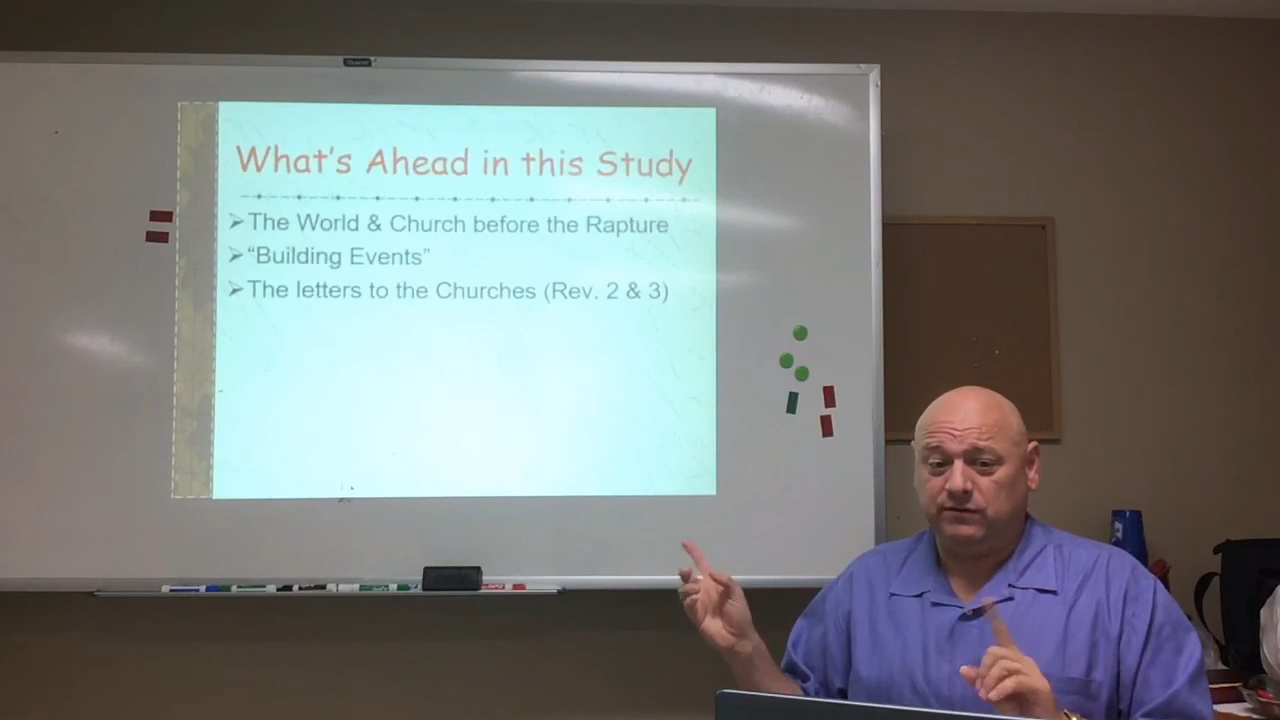 What's Ahead in this Study
The World & Church before the Rapture
"Building Events"
The letters to the Churches (Rev. 2 & 3)